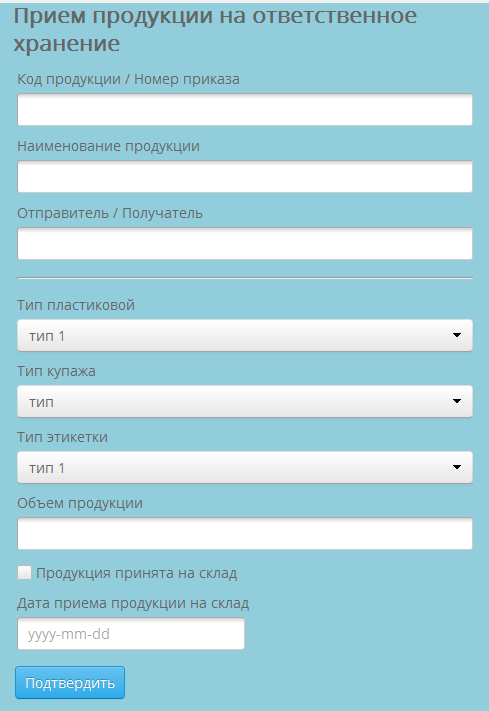 Прием продукции на ответственное
хранение
Код продукции / Номер приказа
Наименование продукции
Отправитель / Получатель
Тип пластиковой
тип 1
Тип купажа
тип
Тип этикетки
тип 1
Объем продукции
Продукция принята на склад
Дата приема продукции на склад
yyyy-mm-dd
Подтвердить